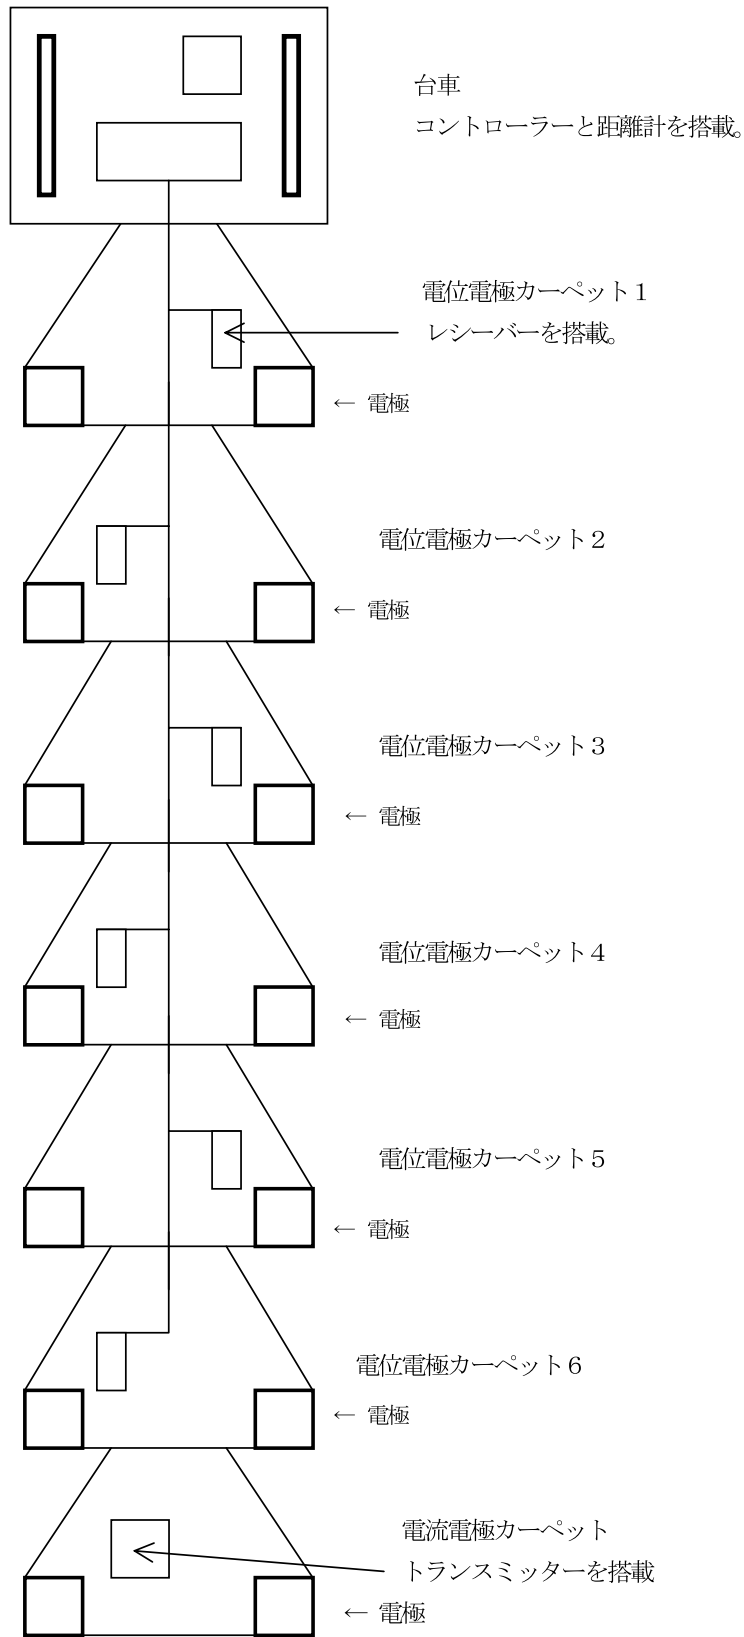 台車
コントローラーと距離計を搭載。
電位電極カーペット１
レシーバーを搭載。
← 電極
電位電極カーペット２
← 電極
電位電極カーペット３
← 電極
電位電極カーペット４
← 電極
電位電極カーペット５
← 電極
電位電極カーペット６
← 電極
電流電極カーペット
トランスミッターを搭載
← 電極